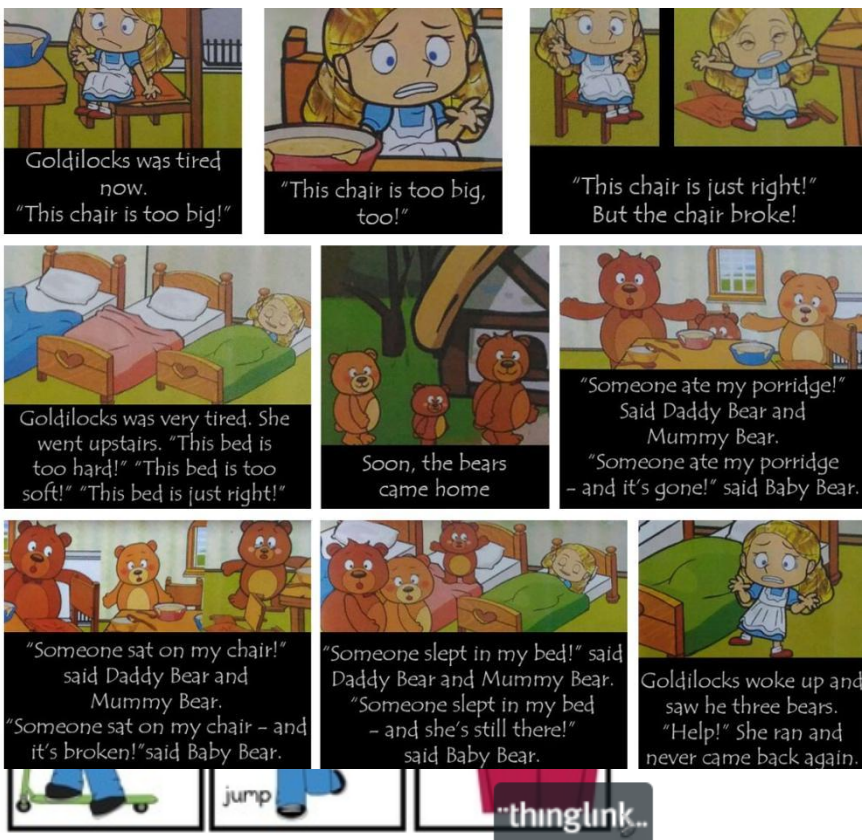 Goldilocks was tired
now.
"This chair is too big!"
"This chair is too big,
too!"
"This chair is just right!"
But the chair broke!
Goldilocks was very tired. She
went upstairs. "This bed is
too hard!" "This bed is too
soft!" "This bed is just right!"
Soon, the bears
came home
"Someone ate my porridge!"
Said Daddy Bear and
Mummy Bear.
"Someone ate my porridge
- and it's gone!" said Baby Bear.
"Someone sat on my chair!"
said Daddy Bear and
Mummy Bear.
"Someone sat on my chair – and
it's broken!"said Baby Bear.
"Someone slept in my bed!" said
Daddy Bear and Mummy Bear.
"Someone slept in my bed
- and she's still there!"
said Baby Bear.
Goldilocks woke up and
saw he three bears.
"Help!" She ran and
never came back again.
jump
thinglink..